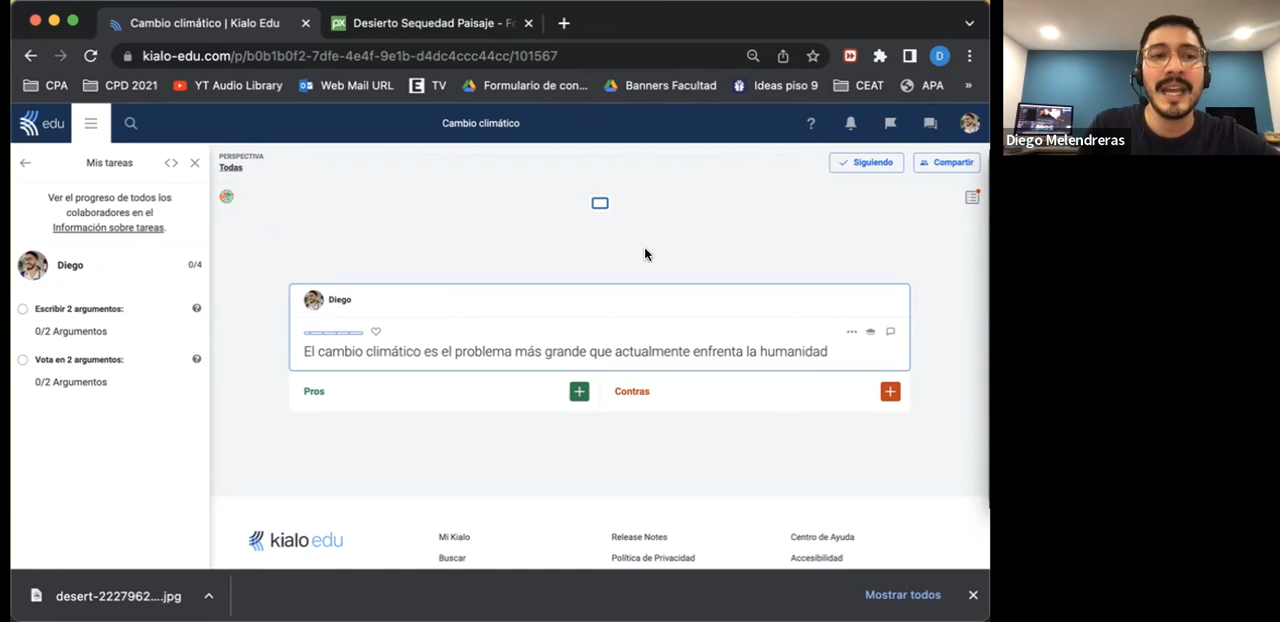 Cambio climático | Kialo Edu
Desierto Sequedad Paisaje - Fo
kialo-edu.com/p/b0b1b0f2-7dfe-4e4f-9e1b-d4dc4cbc44cc/101567
CPA
CPD 2021
YT Audio Library
Web Mail URL
TV
Formulario de con...
Banners Facultad
Ideas piso 9
CEAT
APA
»
edu
Cambio climático
Mis tareas
Ver el progreso de todos los
colaboradores en el
Información sobre tareas.
Diego
0/4
Escribir 2 argumentos:
0/2 Argumentos
Vota en 2 argumentos:
0/2 Argumentos
PERSPECTIVA
Todas
Siguiendo
Compartir
Diego
El cambio climático es el problema más grande que actualmente enfrenta la humanidad
Pros
Contras
kialo edu
Mi Kialo
Release Notes
Centro de Ayuda
Buscar
Política de Privacidad
Accesibilidad
desert-2227962....jpg
Mostrar todos
Diego Melendreras